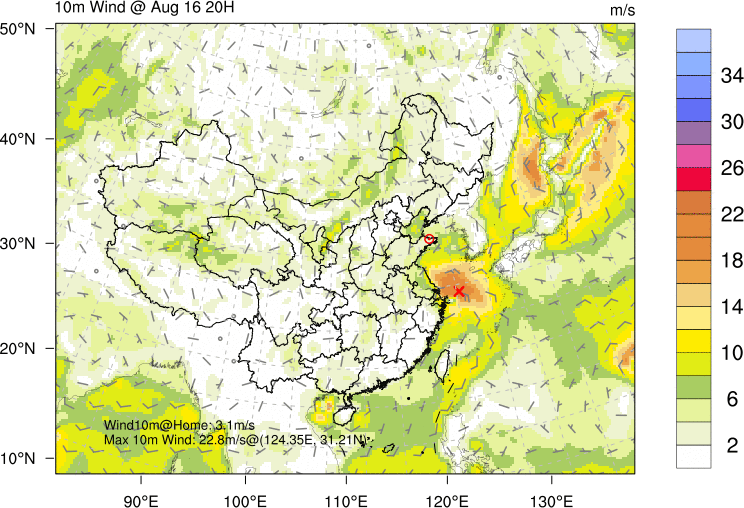 10m Wind @ Aug 16 20H
m/s
50°N
40°N
30°N
20°N
10°N
34
30
26
22
18
14
10
6
2
Wind10m@Home: 3.1m/s
Max 10m Wind: 22.8m/s@(124.35E, 31.21N)
90°E
100°E
110°E
120°E
130°E